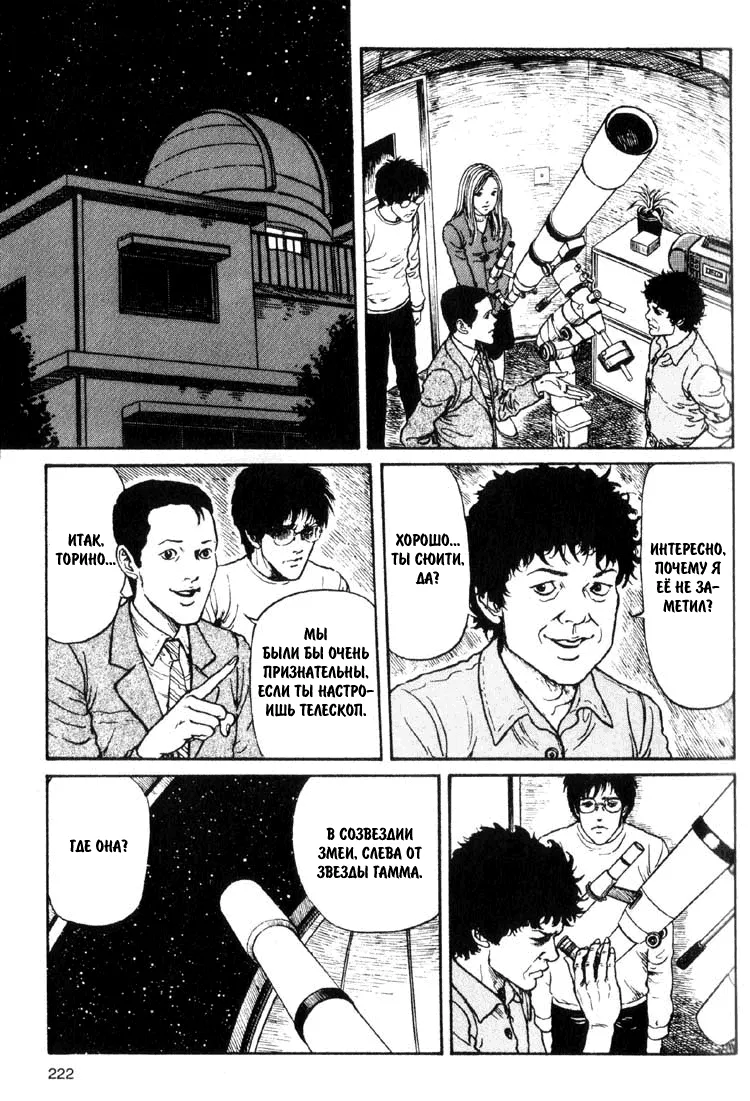 ИТАК,
ТОРИНО...
МЫ
БЫЛИ БЫ ОЧЕНЬ
ПРИЗНАТЕЛЬНЫ,
ЕСЛИ ТЫ НАСТРО-
ИШЬ ТЕЛЕСКОП.
ХОРОШО...
ТЫ СЮИТИ,
ДА?
ИНТЕРЕСНО,
ПОЧЕМУ Я
ЕЁ НЕ ЗА-
МЕТИЛ?
ГДЕ ОНА?
В СОЗВЕЗДИИ
ЗМЕИ, СЛЕВА ОТ
ЗВЕЗДЫ ГАММА.
222